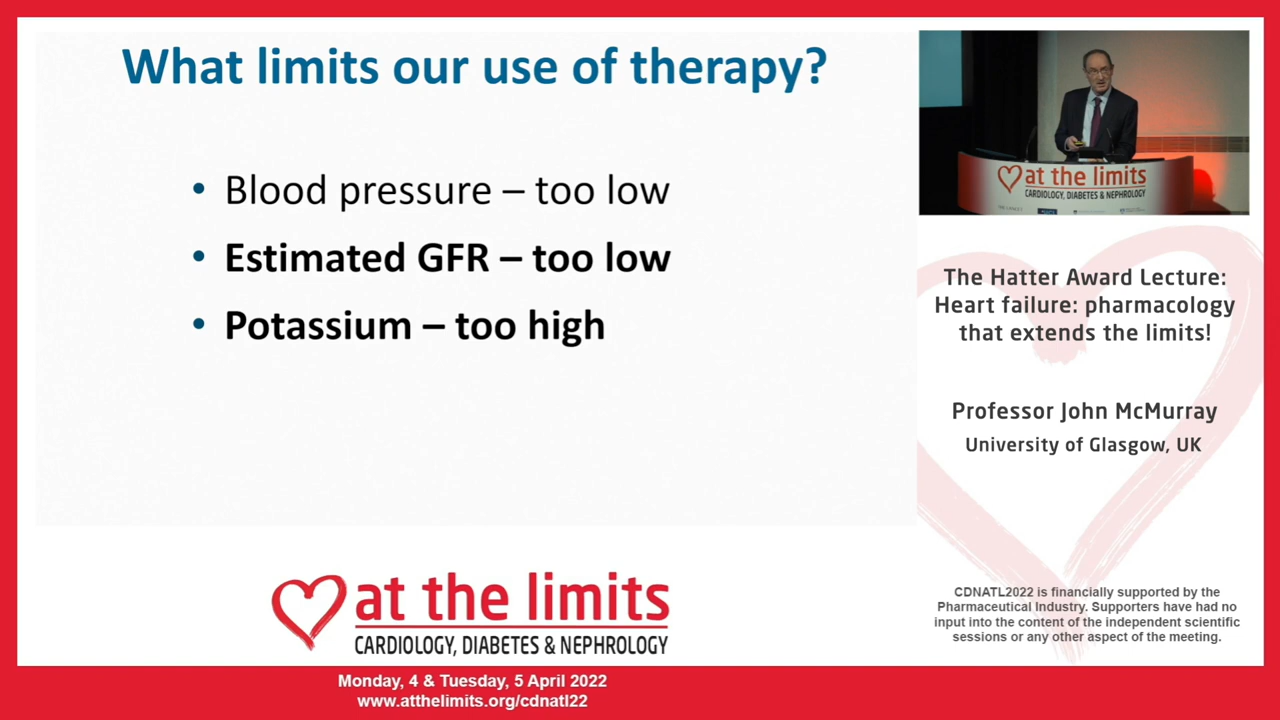 What limits our use of therapy?
• Blood pressure – too low
• Estimated GFR – too low
• Potassium – too high
at the limits
CARDIOLOGY, DIABETES & NEPHROLOGY
The Hatter Award Lecture:
Heart failure: pharmacology
that extends the limits!
Professor John McMurray
University of Glasgow, UK
at the limits
CARDIOLOGY, DIABETES & NEPHROLOGY
CDNATL2022 is financially supported by the
Pharmaceutical Industry. Supporters have had no
input into the content of the independent scientific
sessions or any other aspect of the meeting.
Monday, 4 & Tuesday, 5 April 2022
www.atthelimits.org/cdnatl22